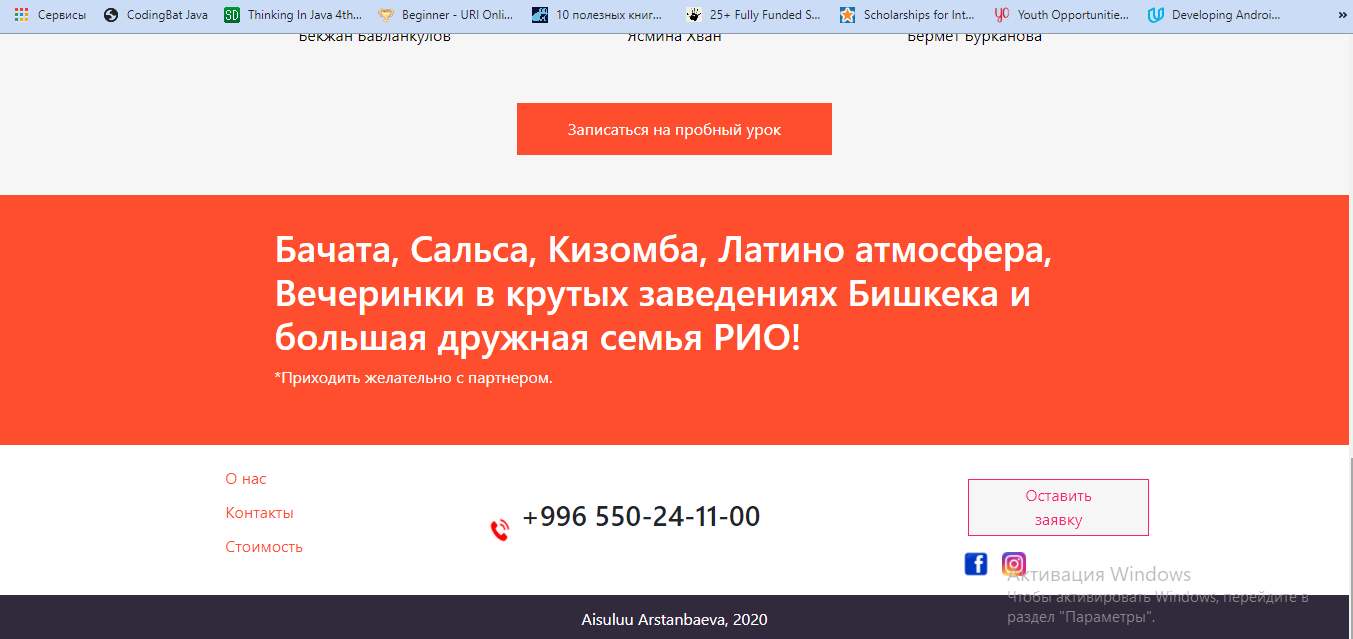 Сервисы CodingBat Java Thinking In Java 4th... Beginner - URI Onli... 10 полезных книг... 25+ Fully Funded S... Scholarships for Int... Youth Opportunitie... Developing Androi... »
Бекжан Бавланкулов Ясмина Хван Бермет Бурканова
Записаться на пробный урок
Бачата, Сальса, Кизомба, Латино атмосфера,
Вечеринки в крутых заведениях Бишкека и
большая дружная семья РИО!
*Приходить желательно с партнером.
О нас
Контакты
Стоимость
+996 550-24-11-00
Оставить
заявку
Активация Windows
Чтобы активировать Windows, перейдите в
раздел "Параметры".
Aisuluu Arstanbaeva, 2020